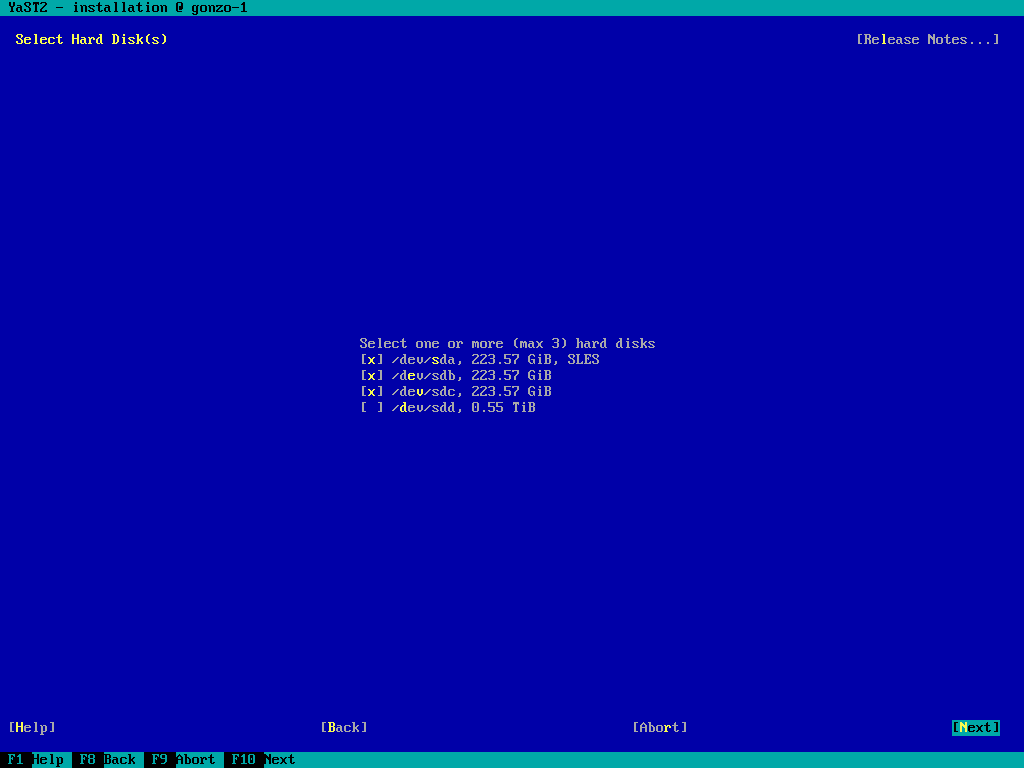 YaST2 - installation @ gonzo-1
Select Hard Disk(s) [Release Notes...]
Select one or more (max 3) hard disks
[x] /dev/sda, 223.57 GiB, SLES
[x] /dev/sdb, 223.57 GiB
[x] /dev/sdc, 223.57 GiB
[ ] /dev/sdd, 0.55 TiB
[Help] [Back] [Abort] [Next]
F1 Help F8 Back F9 Abort F10 Next